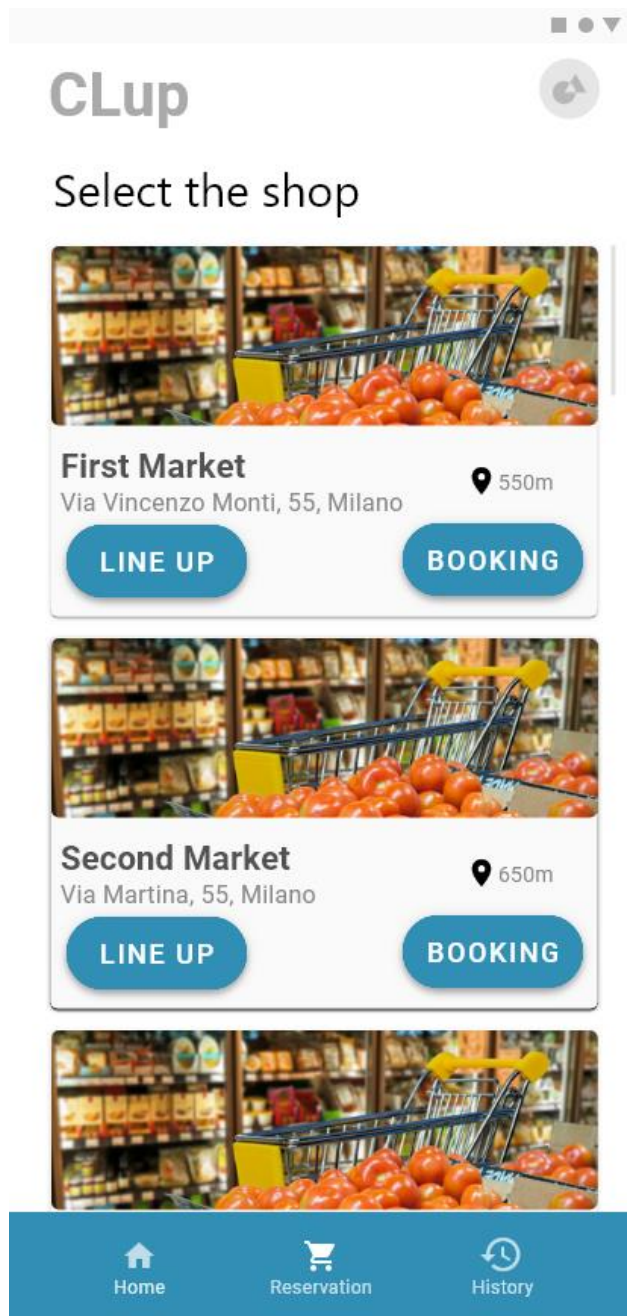 CLup
Select the shop
First Market
550m
Via Vincenzo Monti, 55, Milano
LINE UP
BOOKING
Second Market
650m
Via Martina, 55, Milano
LINE UP
BOOKING
Home
Reservation
History